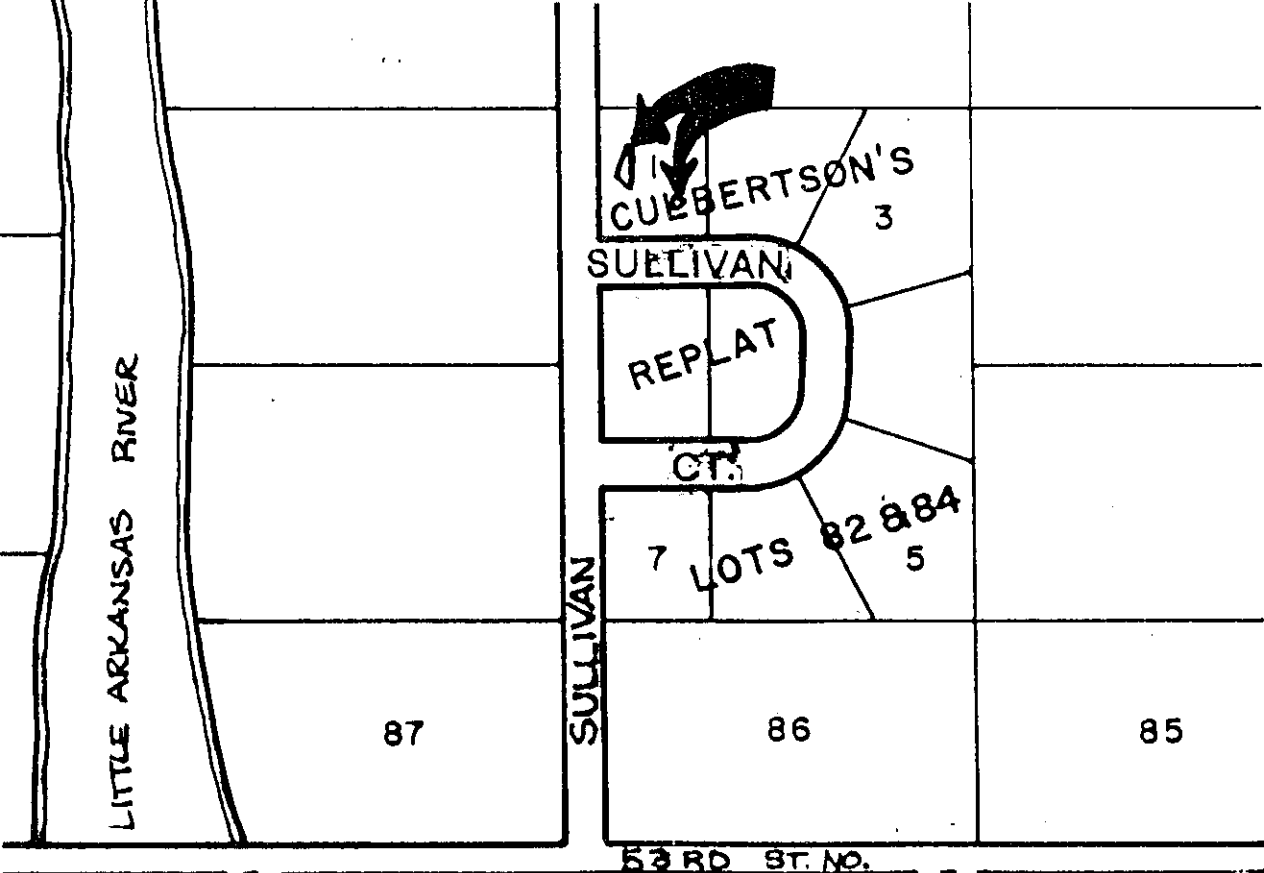 1
CULBERTSON'S
3
SULLIVAN
REPLAT
CT.
LOTS 82 & 84
7
5
LITTLE ARKANSAS RIVER
SULLIVAN
87
86
85
53RD ST. NO.